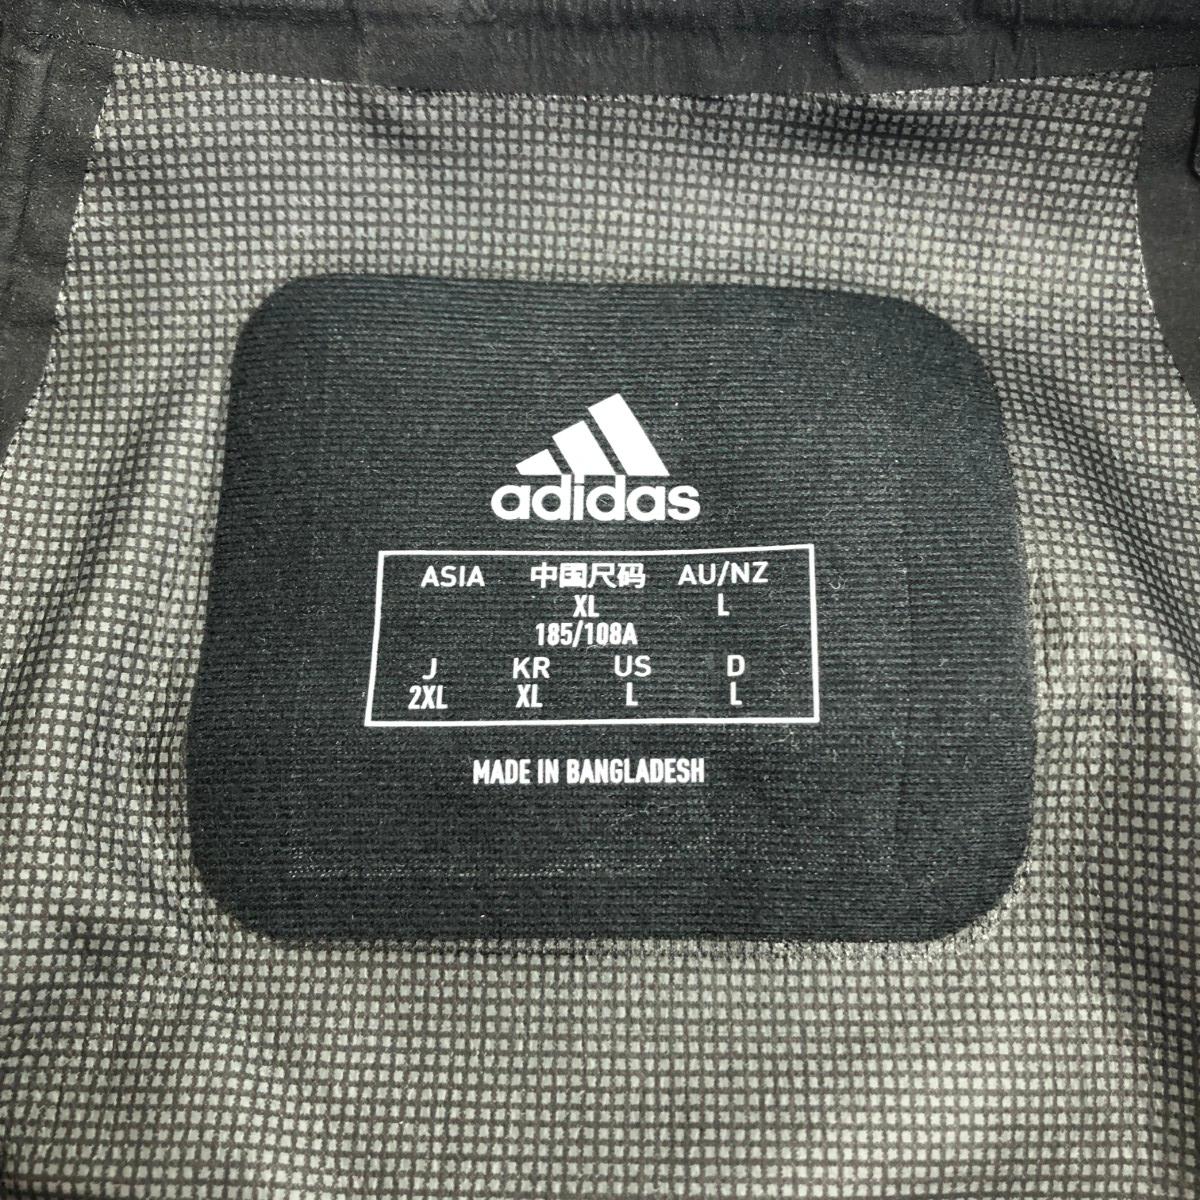 adidas
ASIA 中国尺码 AU/NZ
XL L
185/108A
J KR US D
2XL XL L L
MADE IN BANGLADESH